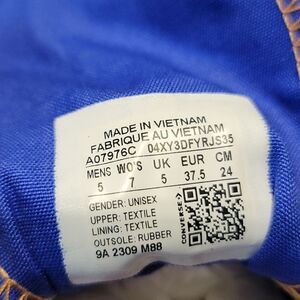 MADE IN VIETNAM
FABRIQUE AU VIETNAM
A07976C 04XY3DFYRJS35
MENS WO'S UK EUR CM
5 7 5 37.5 24
GENDER: UNISEX
UPPER: TEXTILE
LINING: TEXTILE
OUTSOLE: RUBBER
9A 2309 M88
CONVERSE